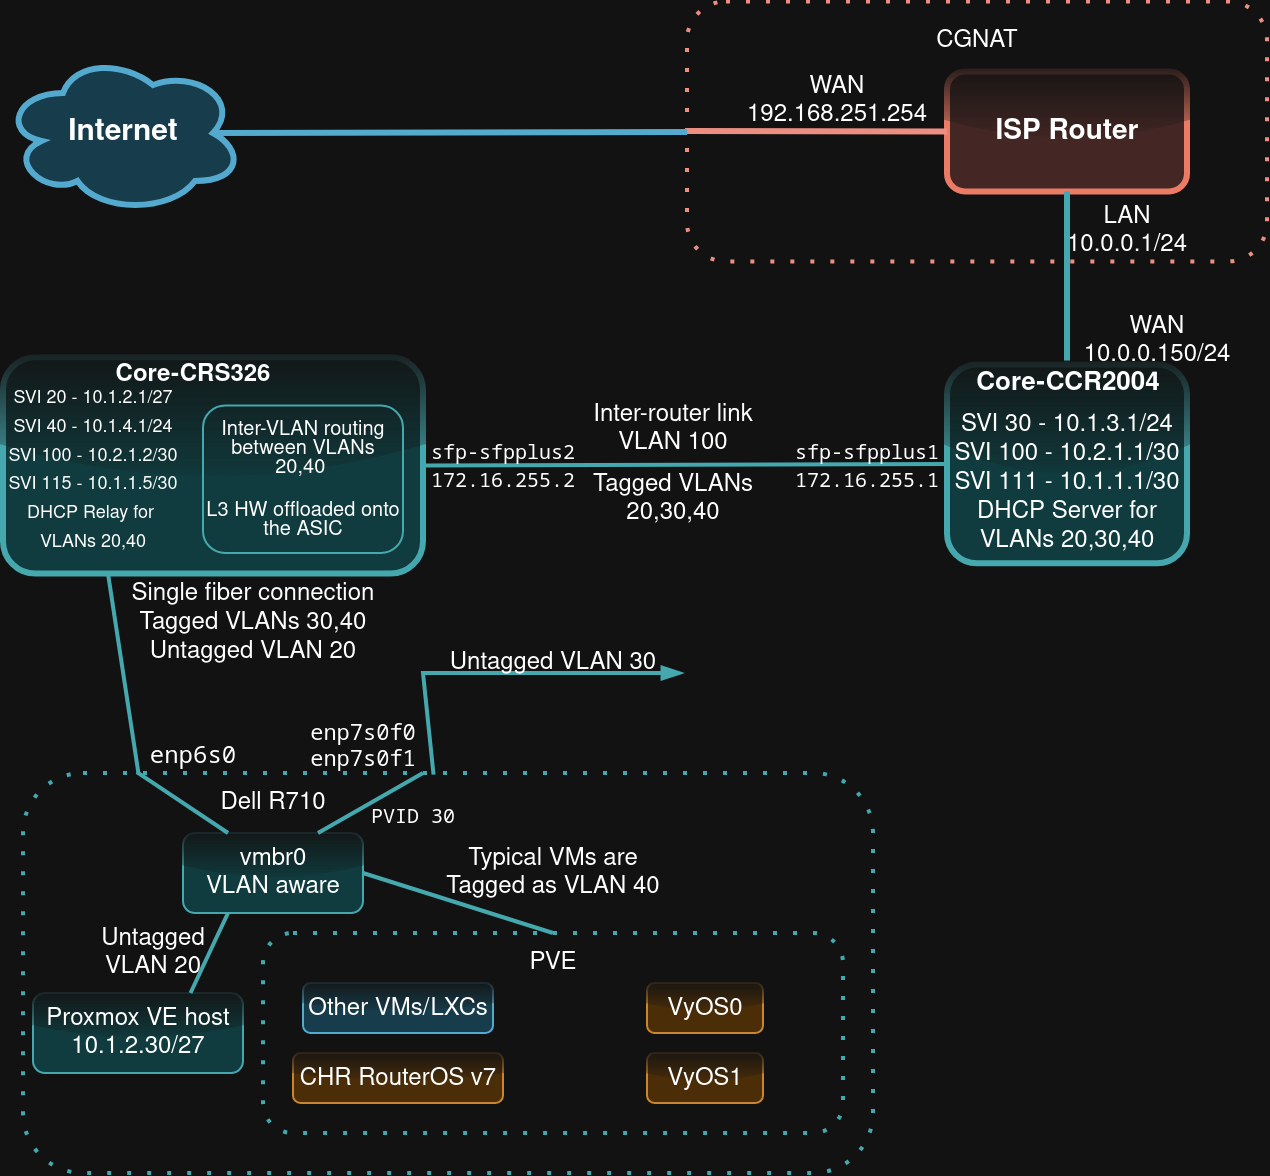 CGNAT
WAN
192.168.251.254
Internet
ISP Router
LAN
10.0.0.1/24
WAN
10.0.0.150/24
Core-CRS326
SVI 20 - 10.1.2.1/27
SVI 40 - 10.1.4.1/24
SVI 100 - 10.2.1.2/30
SVI 115 - 10.1.1.5/30
DHCP Relay for
VLANs 20,40
Inter-VLAN routing
between VLANs
20,40
L3 HW offloaded onto
the ASIC
sfp-sfpplus2
172.16.255.2
Inter-router link
VLAN 100
Tagged VLANs
20,30,40
sfp-sfpplus1
172.16.255.1
Core-CCR2004
SVI 30 - 10.1.3.1/24
SVI 100 - 10.2.1.1/30
SVI 111 - 10.1.1.1/30
DHCP Server for
VLANs 20,30,40
Single fiber connection
Tagged VLANs 30,40
Untagged VLAN 20
Untagged VLAN 30
enp6s0
enp7s0f0
enp7s0f1
Dell R710
PVID 30
vmbr0
VLAN aware
Typical VMs are
Tagged as VLAN 40
Untagged
VLAN 20
Proxmox VE host
10.1.2.30/27
PVE
Other VMs/LXCs
VyOS0
CHR RouterOS v7
VyOS1